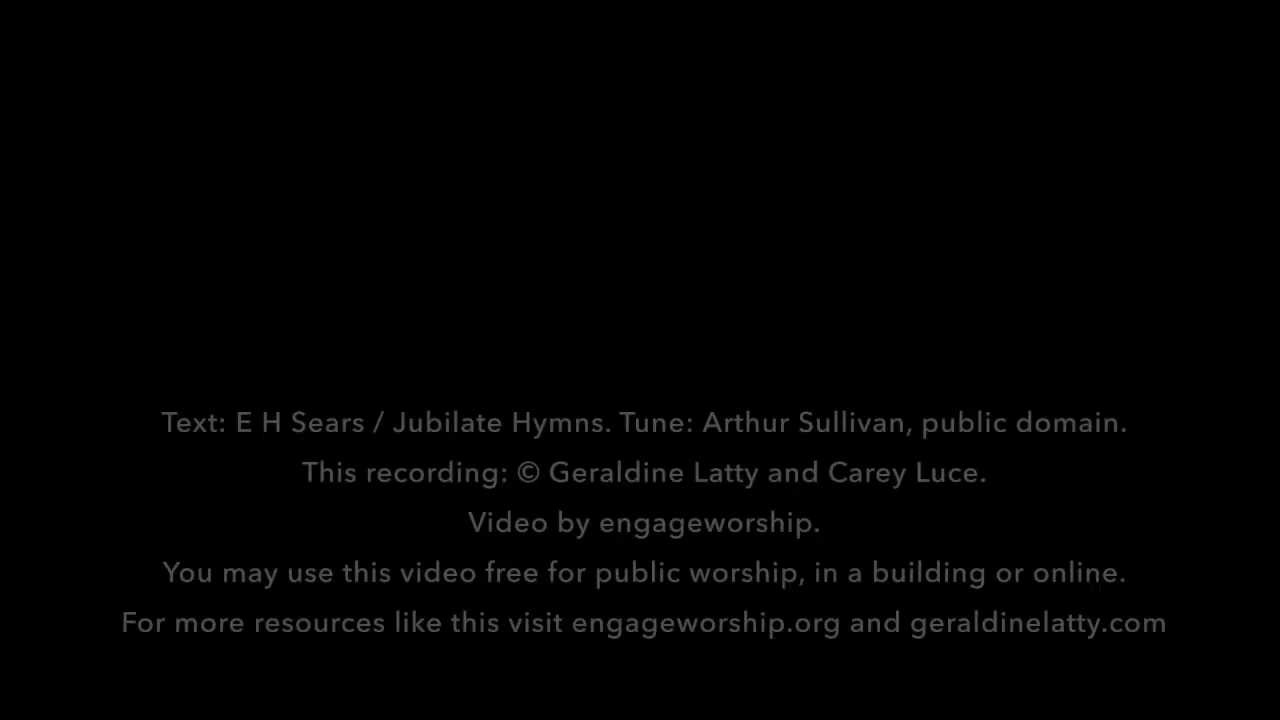 Text: E H Sears / Jubilate Hymns. Tune: Arthur Sullivan, public domain.
This recording: © Geraldine Latty and Carey Luce.
Video by engageworship.
You may use this video free for public worship, in a building or online.
For more resources like this visit engageworship.org and geraldinelatty.com